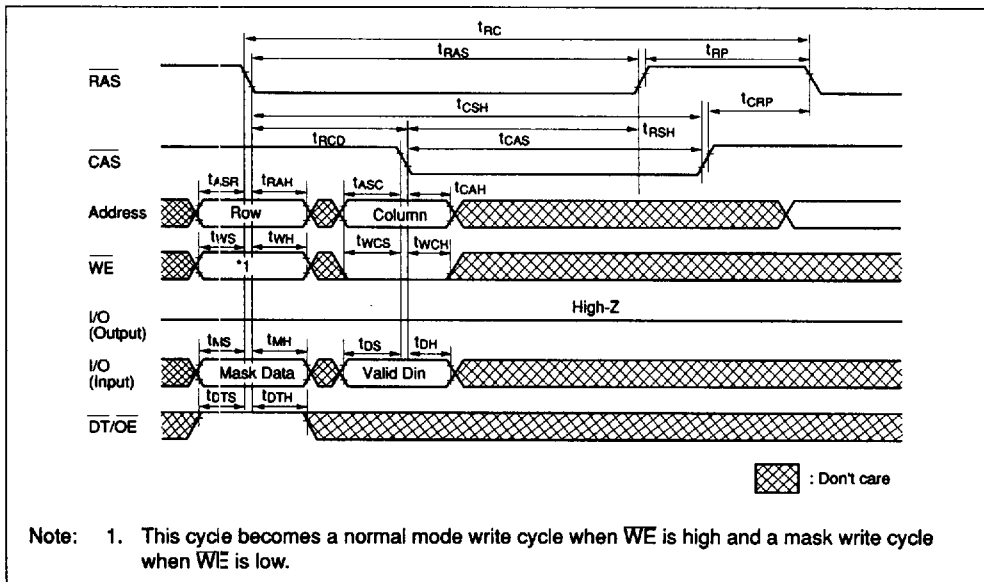 tRC
tRAS
tRP
RAS
tCSH
tCRP
tRCD
tRSH
tCAS
CAS
tASR
tRAH
tASC
tCAH
Address
Row
Column
tWS
tWH
tWCS
tWCH
WE
*1
I/O
(Output)
High-Z
tMS
tMH
tDS
tDH
I/O
(Input)
Mask Data
Valid Din
tDTS
tDTH
DT/OE
: Don't care
Note: 1. This cycle becomes a normal mode write cycle when WE is high and a mask write cycle
when WE is low.